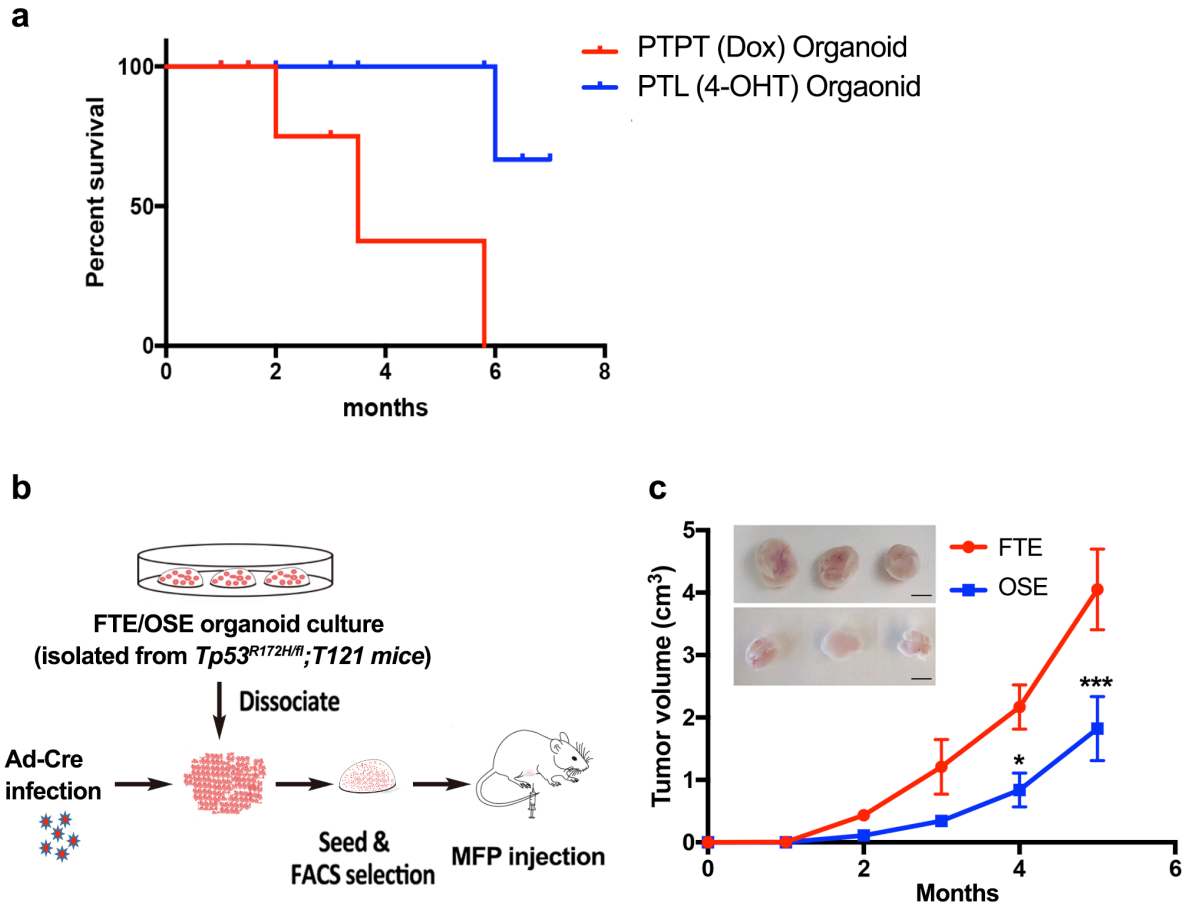 a
PTPT (Dox) Organoid
PTL (4-OHT) Orgaonid
Percent survival
100
50
0
0 2 4 6 8
months
b
FTE/OSE organoid culture
(isolated from Tp53R172H/fl;T121 mice)
Dissociate
Ad-Cre
infection
Seed &
FACS selection
MFP injection
c
Tumor volume (cm3)
5
4
3
2
1
0
FTE
OSE
*
***
0 2 4 6
Months